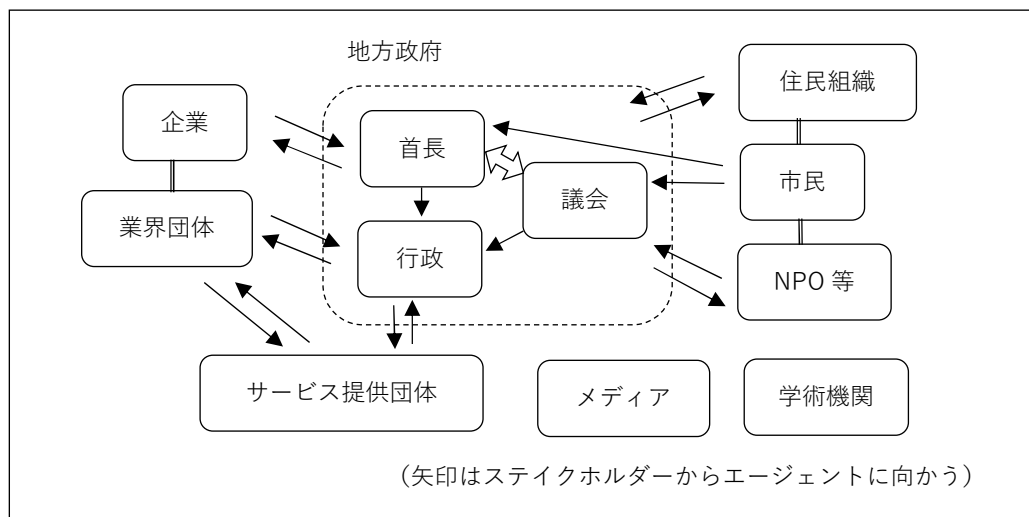 地方政府
住民組織
企業
首長
市民
議会
業界団体
行政
NPO 等
サービス提供団体
メディア
学術機関
(矢印はステイクホルダーからエージェントに向かう)